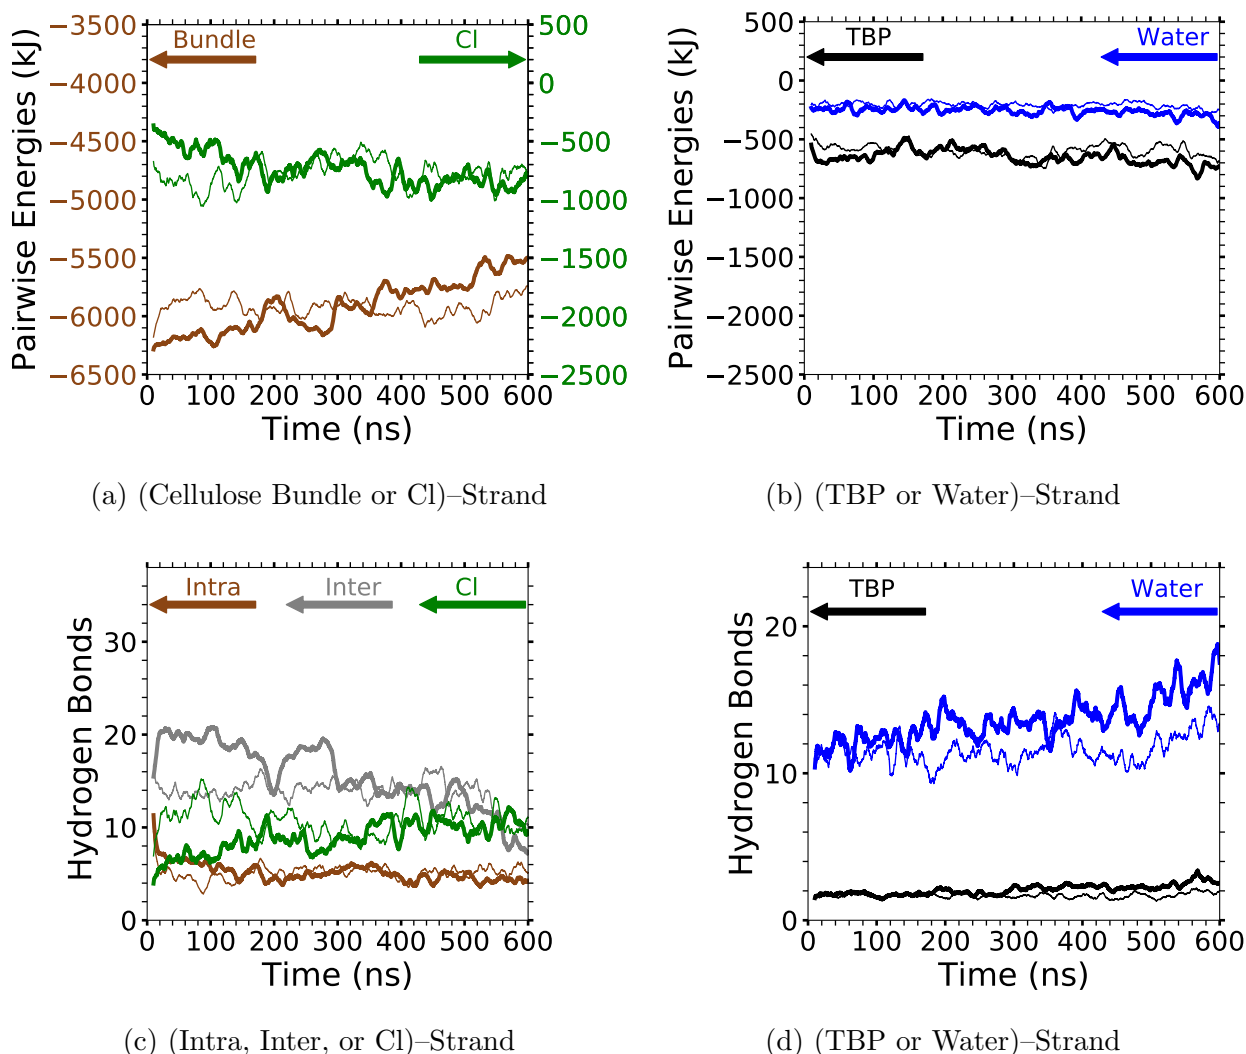 Pairwise Energies (kJ)
−3500
−4000
−4500
−5000
−5500
−6000
−6500
Bundle
Cl
500
0
−500
−1000
−1500
−2000
−2500
0 100 200 300 400 500 600
Time (ns)
(a) (Cellulose Bundle or Cl)–Strand
Pairwise Energies (kJ)
500
0
−500
−1000
−1500
−2000
−2500
TBP
Water
0 100 200 300 400 500 600
Time (ns)
(b) (TBP or Water)–Strand
Hydrogen Bonds
30
20
10
0
Intra
Inter
Cl
0 100 200 300 400 500 600
Time (ns)
(c) (Intra, Inter, or Cl)–Strand
Hydrogen Bonds
20
10
0
TBP
Water
0 100 200 300 400 500 600
Time (ns)
(d) (TBP or Water)–Strand